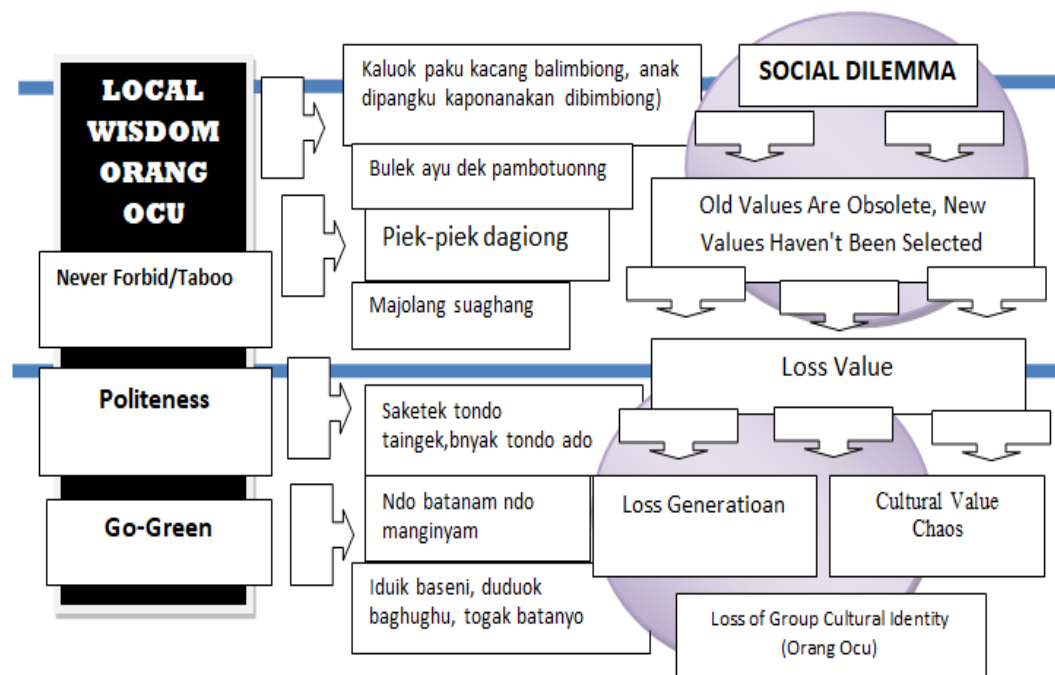 LOCAL
WISDOM
ORANG
OCU
Never Forbid/Taboo
Politeness
Go-Green
Kaluok paku kacang balimbiong, anak
dipangku kaponanakan dibimbiong)
Bulek ayu dek pambotuonng
Piek-piek dagiong
Majolang suaghang
Saketek tondo
taingek,bnyak tondo ado
Ndo batanam ndo
manginyam
Iduik baseni, duduok
baghughu, togak batanyo
SOCIAL DILEMMA
Old Values Are Obsolete, New
Values Haven't Been Selected
Loss Value
Loss Generatioan
Cultural Value
Chaos
Loss of Group Cultural Identity
(Orang Ocu)